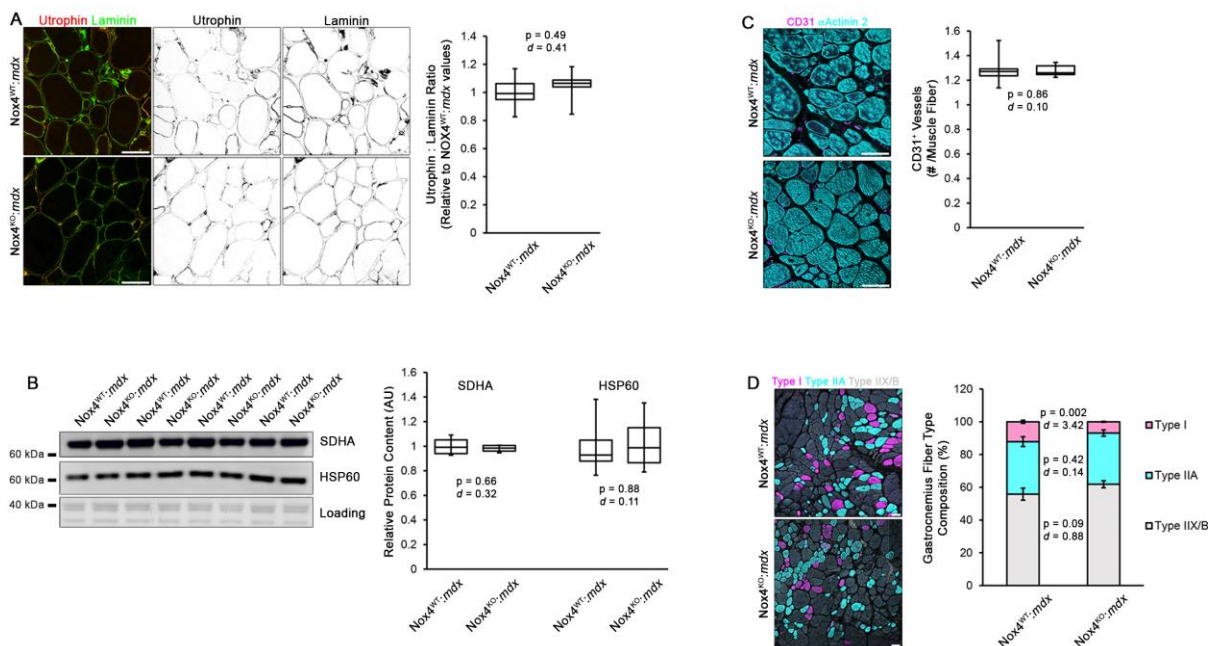 A
Utrophin Laminin
Utrophin
Laminin
Nox4WT:mdx
Nox4KO:mdx
Utrophin : Laminin Ratio
(Relative to NOX4WT:mdx values)
1.4
1.2
1
0.8
0.6
0.4
0.2
0
p = 0.49
d = 0.41
Nox4WT:mdx
Nox4KO:mdx
C
CD31 αActinin 2
Nox4WT:mdx
Nox4KO:mdx
CD31+ Vessels
(# /Muscle Fiber)
1.6
1.4
1.2
1
0.8
0.6
0.4
0.2
0
p = 0.86
d = 0.10
Nox4WT:mdx
Nox4KO:mdx
B
Nox4WT:mdx
Nox4KO:mdx
Nox4WT:mdx
Nox4KO:mdx
Nox4WT:mdx
Nox4KO:mdx
Nox4WT:mdx
Nox4KO:mdx
SDHA
60 kDa
HSP60
60 kDa
40 kDa
Loading
Relative Protein Content (AU)
1.6
1.4
1.2
1.0
0.8
0.6
0.4
0.2
0
SDHA
HSP60
p = 0.66
d = 0.32
p = 0.88
d = 0.11
Nox4WT:mdx
Nox4KO:mdx
Nox4WT:mdx
Nox4KO:mdx
D
Type I Type IIA Type IIX/B
Nox4WT:mdx
Nox4KO:mdx
Gastrocnemius Fiber Type
Composition (%)
120
100
80
60
40
20
0
p = 0.002
d = 3.42
p = 0.42
d = 0.14
p = 0.09
d = 0.88
Type I
Type IIA
Type IIX/B
Nox4WT:mdx
Nox4KO:mdx